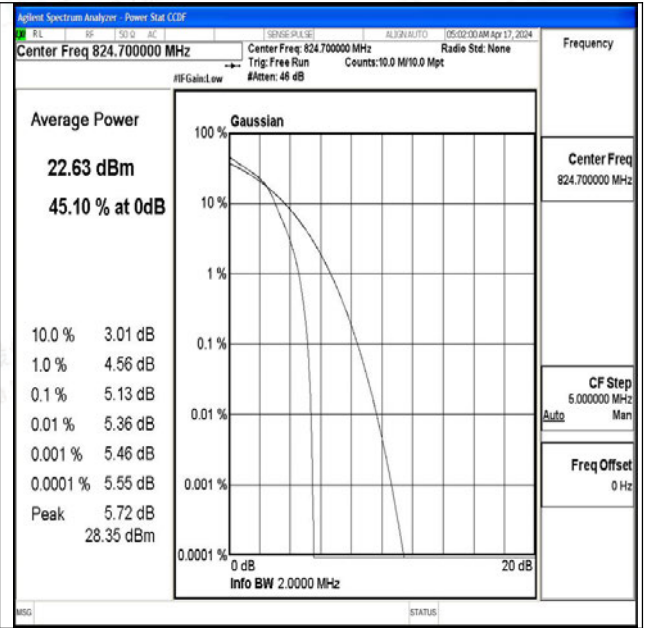 Agilent Spectrum Analyzer - Power Stat CCDF
RL RF 50 Ω AC SENSE:PULSE ALIGN AUTO 05:02:00 AM Apr 17, 2024
Center Freq 824.700000 MHz
Center Freq: 824.700000 MHz Radio Std: None
Trig: Free Run Counts:10.0 M/10.0 Mpt
#IFGain:Low #Atten: 46 dB
Frequency
Average Power
22.63 dBm
45.10 % at 0dB
10.0 % 3.01 dB
1.0 % 4.56 dB
0.1 % 5.13 dB
0.01 % 5.36 dB
0.001 % 5.46 dB
0.0001 % 5.55 dB
Peak 5.72 dB
28.35 dBm
Gaussian
100 %
10 %
1 %
0.1 %
0.01 %
0.001 %
0.0001 %
0 dB 20 dB
Info BW 2.0000 MHz
Center Freq
824.700000 MHz
CF Step
5.000000 MHz
Auto Man
Freq Offset
0 Hz
MSG STATUS